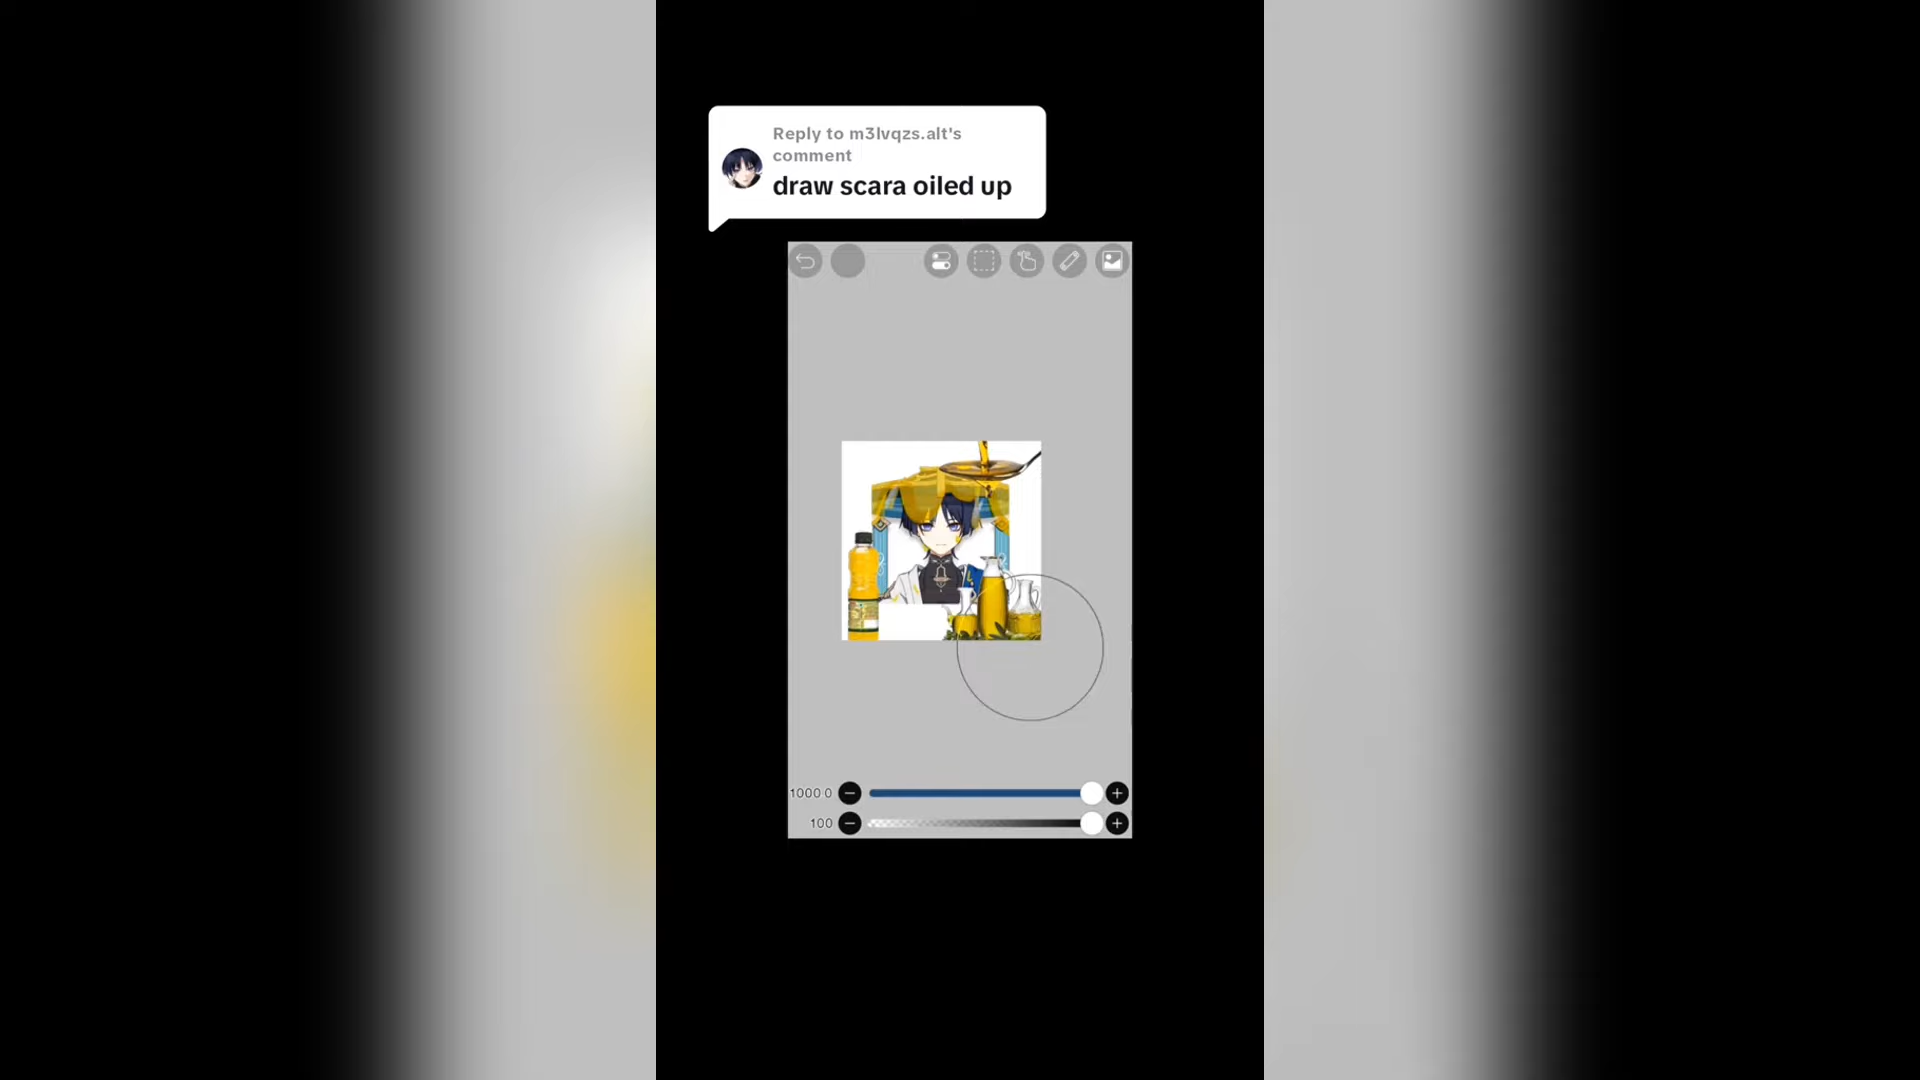 Reply to m3lvqzs.alt's
comment
draw scara oiled up
1000 0
100